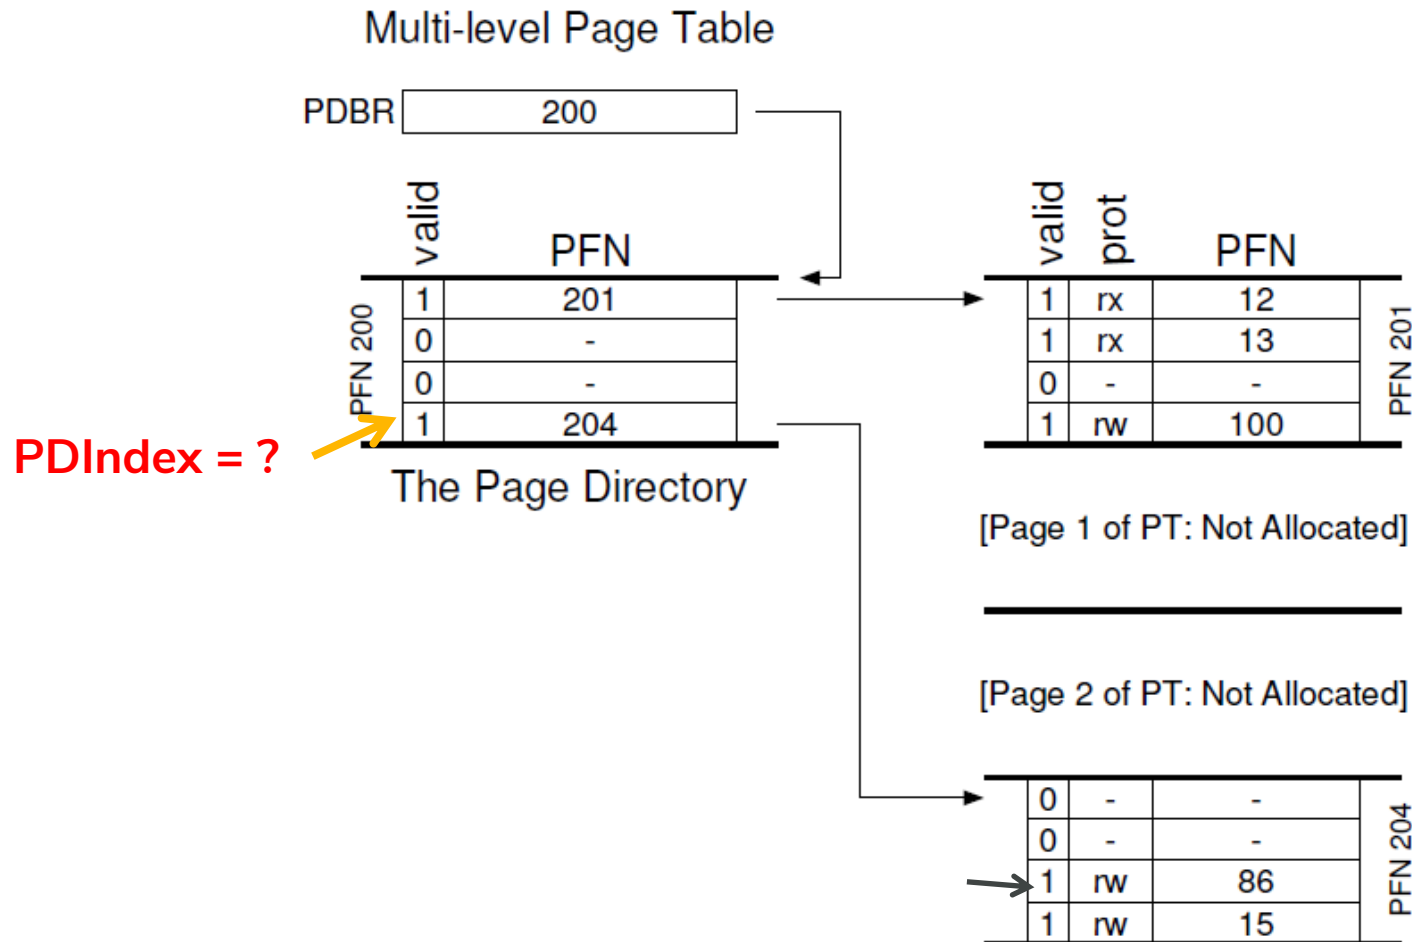 Multi-level Page Table
PDBR 200
valid PFN
PFN 200
1 201
0 -
0 -
1 204
PDIndex = ?
The Page Directory
valid prot PFN
1 rx 12
1 rx 13
0 - -
1 rw 100
PFN 201
[Page 1 of PT: Not Allocated]
[Page 2 of PT: Not Allocated]
0 - -
0 - -
1 rw 86
1 rw 15
PFN 204